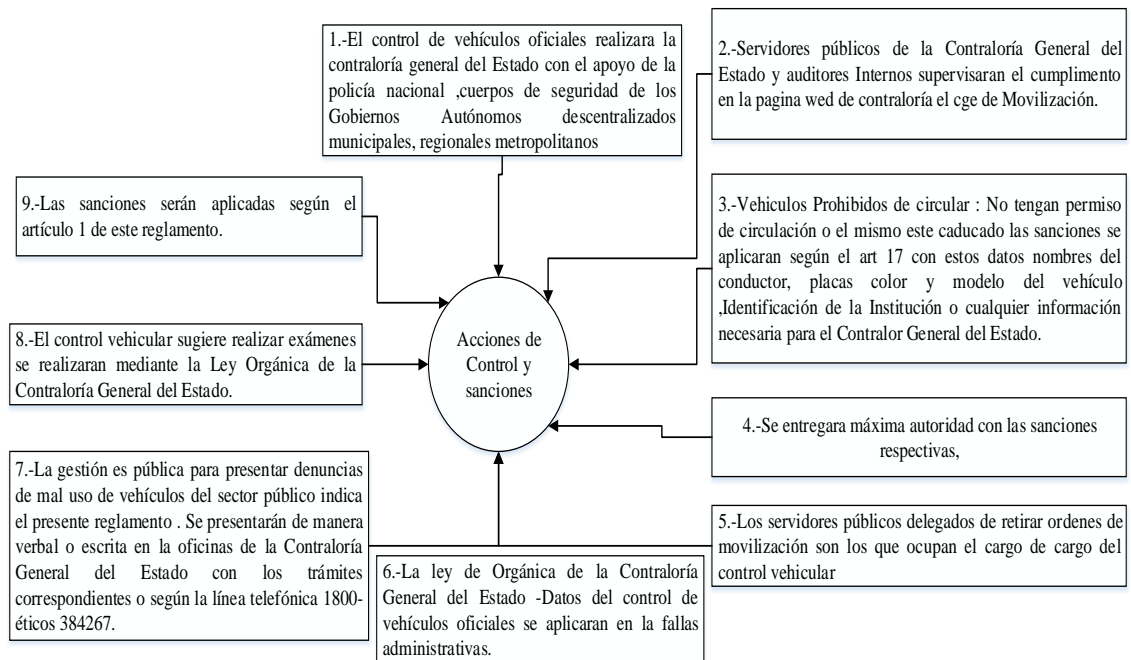 1.-El control de vehículos oficiales realizara la
contraloría general del Estado con el apoyo de la
policía nacional ,cuerpos de seguridad de los
Gobiernos Autónomos descentralizados
municipales, regionales metropolitanos
2.-Servidores públicos de la Contraloría General del
Estado y auditores Internos supervisaran el cumplimento
en la pagina wed de contraloría el cge de Movilización.
3.-Vehiculos Prohibidos de circular : No tengan permiso
de circulación o el mismo este caducado las sanciones se
aplicaran según el art 17 con estos datos nombres del
conductor, placas color y modelo del vehículo
,Identificación de la Institución o cualquier información
necesaria para el Contralor General del Estado.
4.-Se entregara máxima autoridad con las sanciones
respectivas,
5.-Los servidores públicos delegados de retirar ordenes de
movilización son los que ocupan el cargo de cargo del
control vehicular
6.-La ley de Orgánica de la Contraloría
General del Estado -Datos del control de
vehículos oficiales se aplicaran en la fallas
administrativas.
7.-La gestión es pública para presentar denuncias
de mal uso de vehículos del sector público indica
el presente reglamento . Se presentarán de manera
verbal o escrita en la oficinas de la Contraloría
General del Estado con los trámites
correspondientes o según la línea telefónica 1800-
éticos 384267.
8.-El control vehicular sugiere realizar exámenes
se realizaran mediante la Ley Orgánica de la
Contraloría General del Estado.
9.-Las sanciones serán aplicadas según el
artículo 1 de este reglamento.
Acciones de
Control y
sanciones